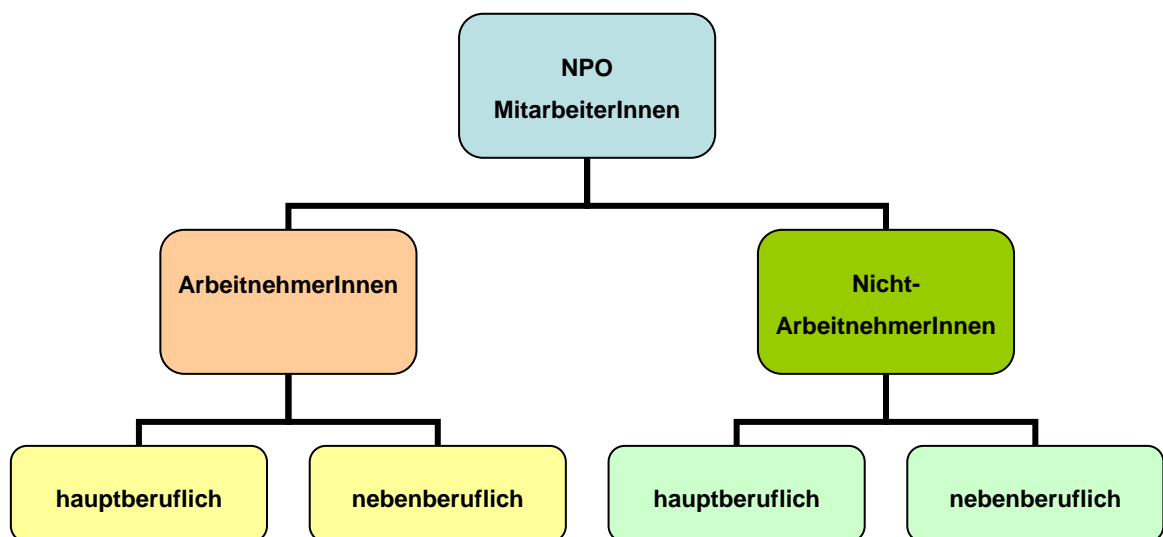 NPO
MitarbeiterInnen
ArbeitnehmerInnen
Nicht-
ArbeitnehmerInnen
hauptberuflich
nebenberuflich
hauptberuflich
nebenberuflich